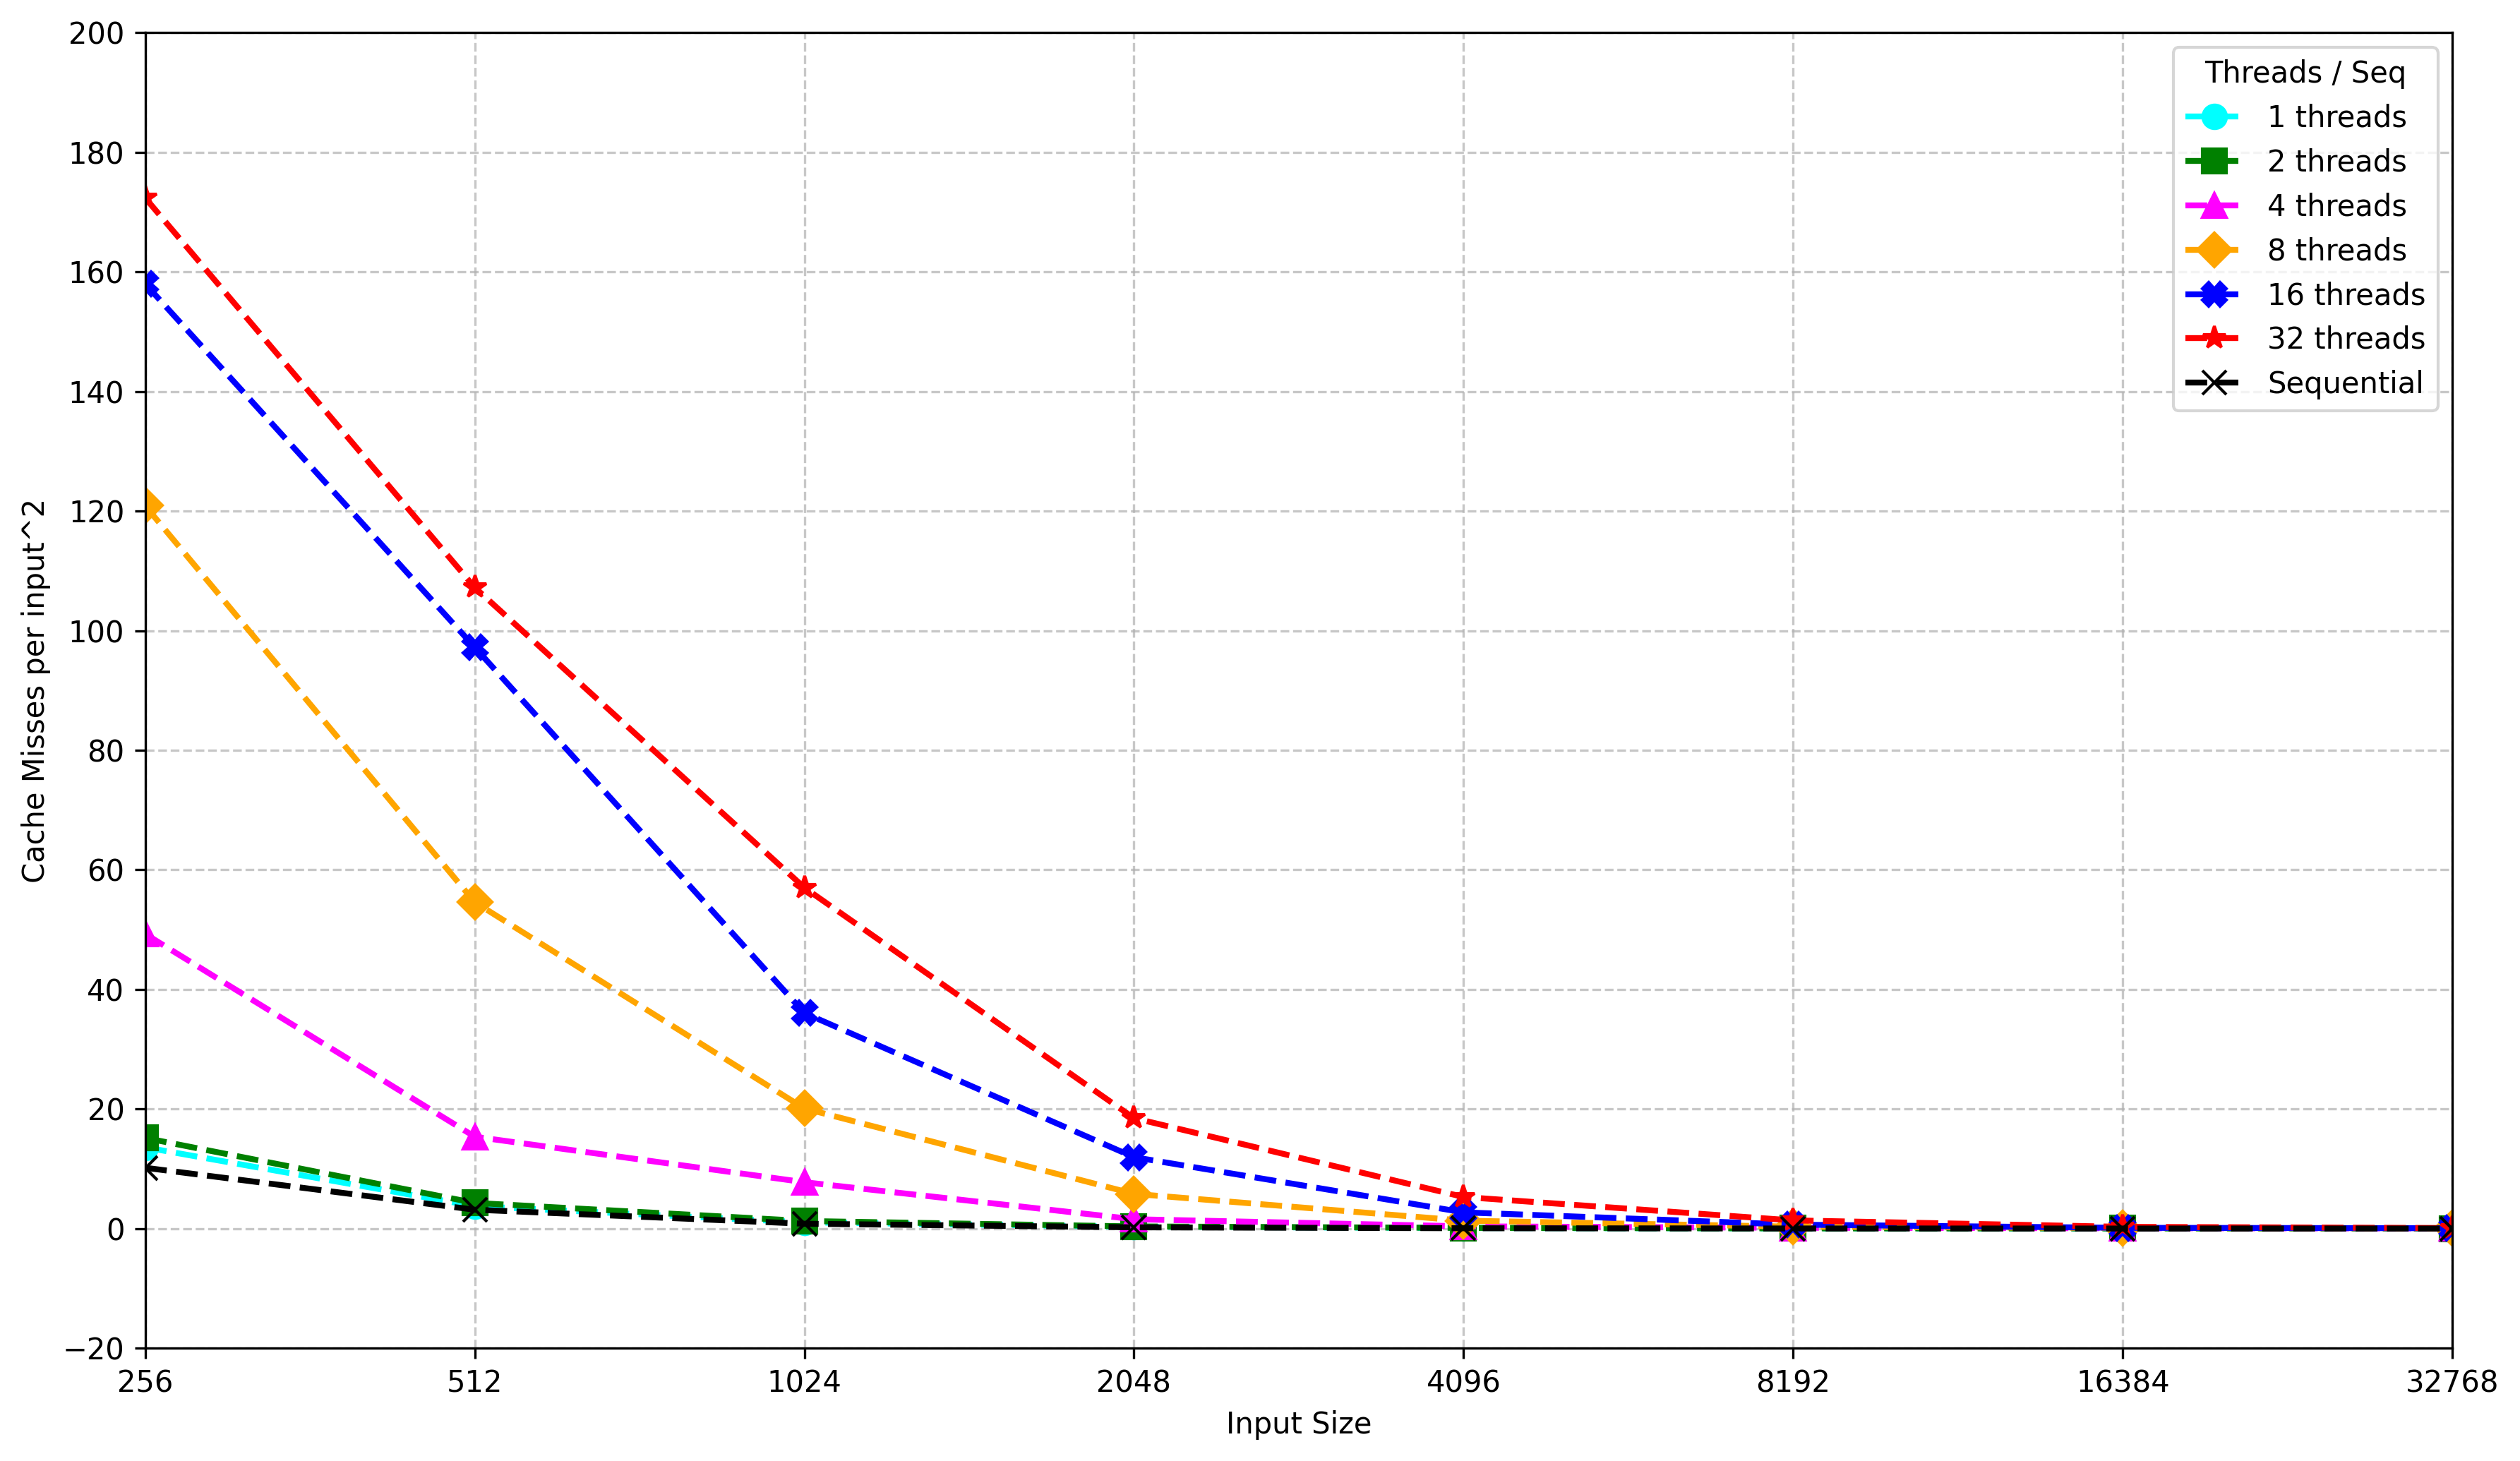 Cache Misses per input^2
200
180
160
140
120
100
80
60
40
20
0
−20
256 512 1024 2048 4096 8192 16384 32768
Input Size
Threads / Seq
1 threads
2 threads
4 threads
8 threads
16 threads
32 threads
Sequential